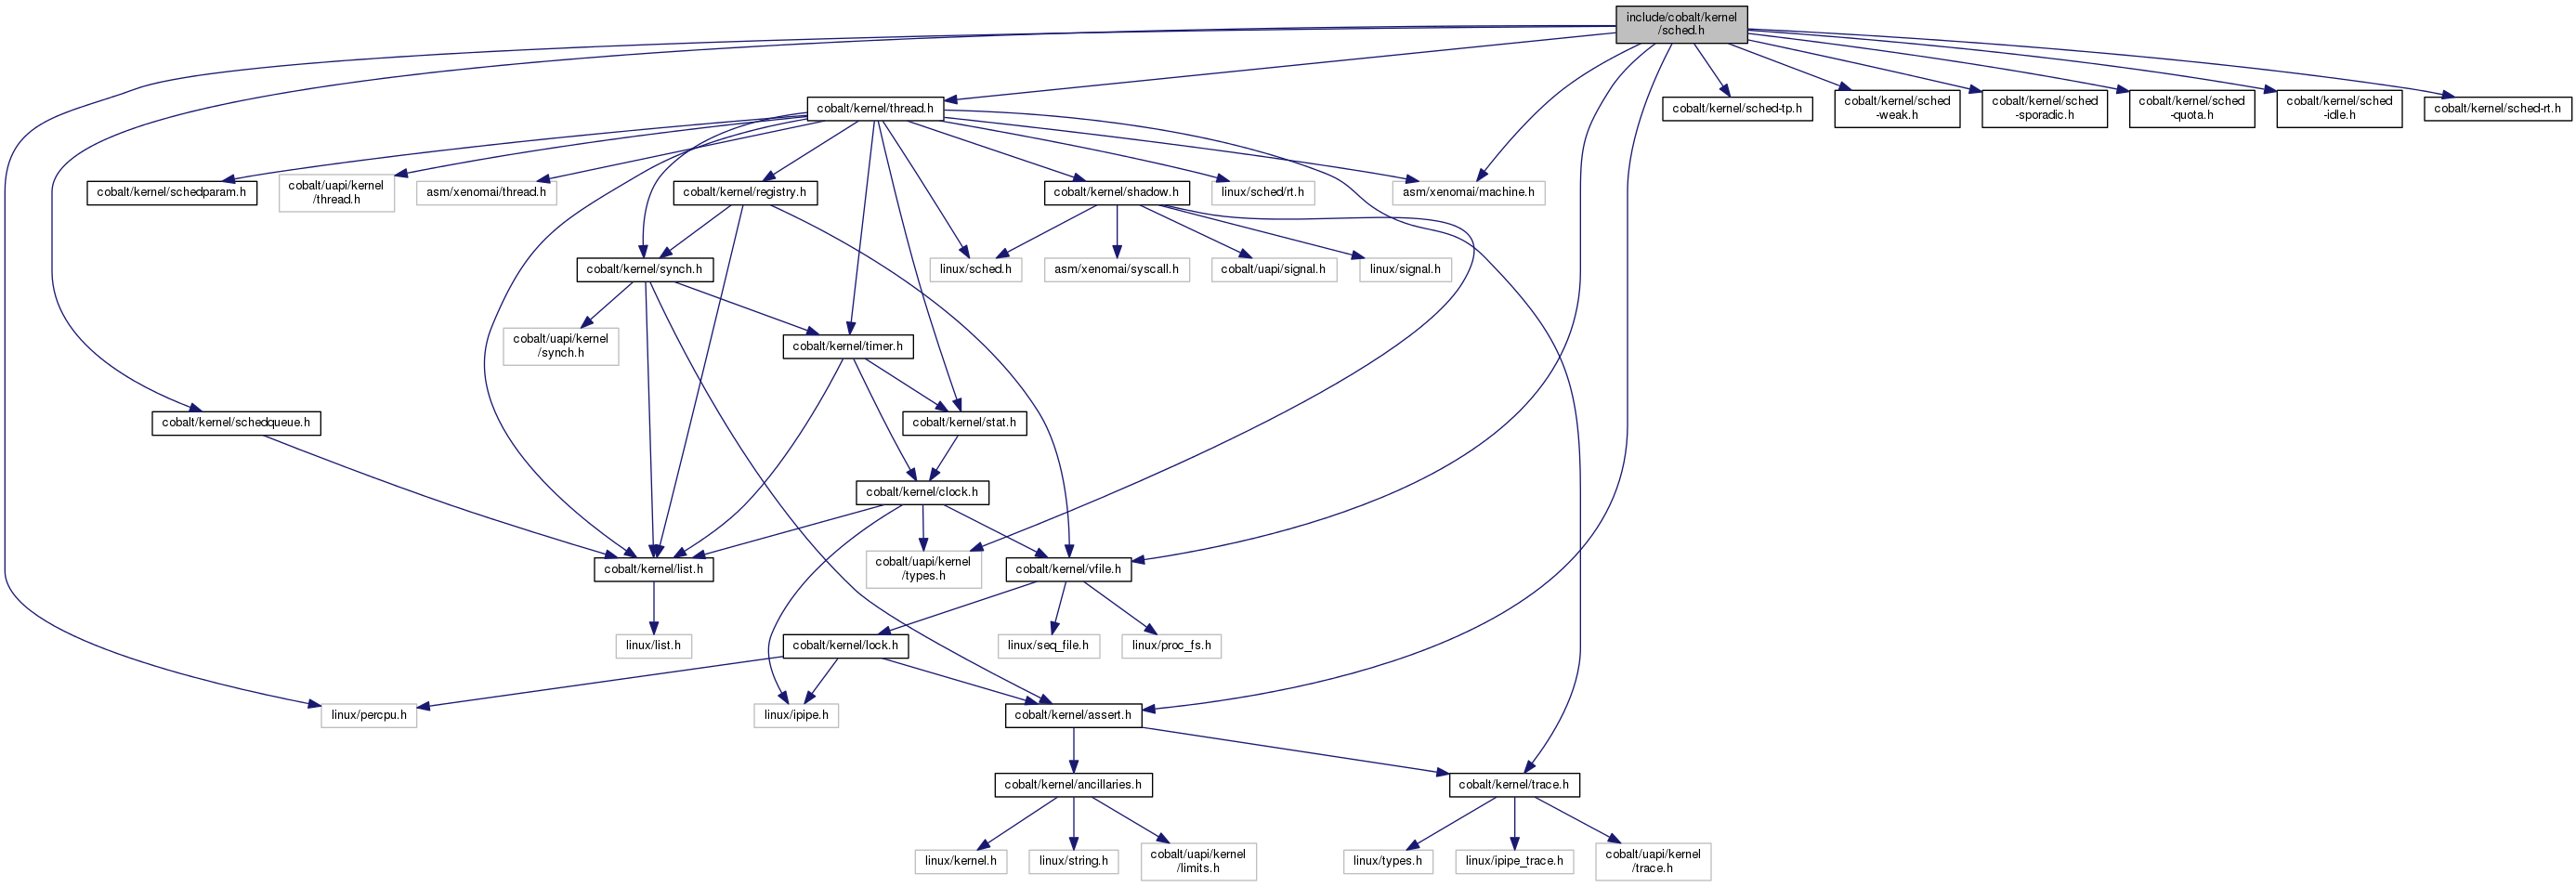 include/cobalt/kernel
/sched.h
cobalt/kernel/thread.h
cobalt/kernel/sched-tp.h
cobalt/kernel/sched
-weak.h
cobalt/kernel/sched
-sporadic.h
cobalt/kernel/sched
-quota.h
cobalt/kernel/sched
-idle.h
cobalt/kernel/sched-rt.h
cobalt/kernel/schedparam.h
cobalt/uapi/kernel
/thread.h
asm/xenomai/thread.h
cobalt/kernel/registry.h
cobalt/kernel/shadow.h
linux/sched/rt.h
asm/xenomai/machine.h
cobalt/kernel/synch.h
linux/sched.h
asm/xenomai/syscall.h
cobalt/uapi/signal.h
linux/signal.h
cobalt/uapi/kernel
/synch.h
cobalt/kernel/timer.h
cobalt/kernel/schedqueue.h
cobalt/kernel/stat.h
cobalt/kernel/clock.h
cobalt/kernel/list.h
cobalt/uapi/kernel
/types.h
cobalt/kernel/vfile.h
linux/list.h
cobalt/kernel/lock.h
linux/seq_file.h
linux/proc_fs.h
linux/percpu.h
linux/ipipe.h
cobalt/kernel/assert.h
cobalt/kernel/ancillaries.h
cobalt/kernel/trace.h
linux/kernel.h
linux/string.h
cobalt/uapi/kernel
/limits.h
linux/types.h
linux/ipipe_trace.h
cobalt/uapi/kernel
/trace.h